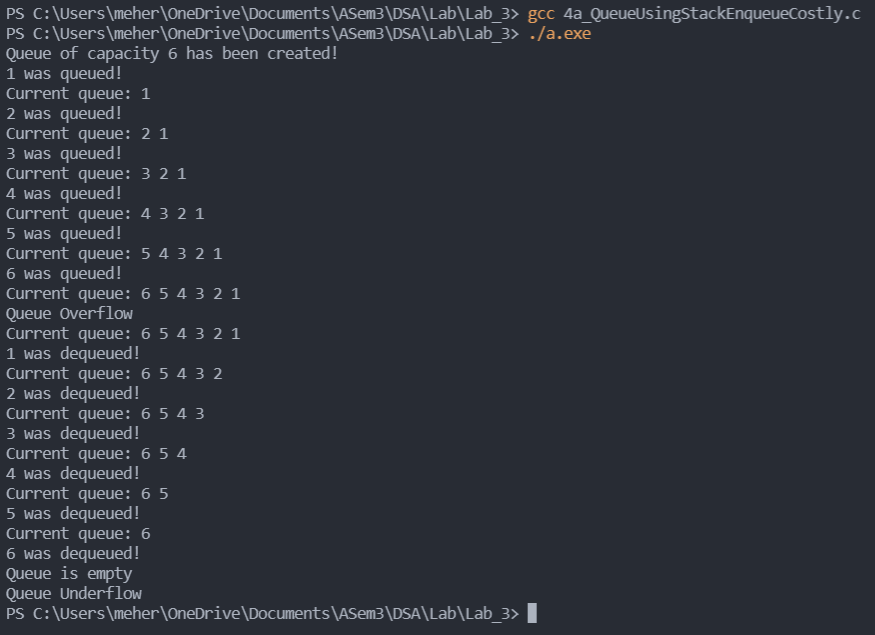 PS C:\Users\meher\OneDrive\Documents\ASem3\DSA\Lab\Lab_3> gcc 4a_QueueUsingStackEnqueueCostly.c
PS C:\Users\meher\OneDrive\Documents\ASem3\DSA\Lab\Lab_3> ./a.exe
Queue of capacity 6 has been created!
1 was queued!
Current queue: 1
2 was queued!
Current queue: 2 1
3 was queued!
Current queue: 3 2 1
4 was queued!
Current queue: 4 3 2 1
5 was queued!
Current queue: 5 4 3 2 1
6 was queued!
Current queue: 6 5 4 3 2 1
Queue Overflow
Current queue: 6 5 4 3 2 1
1 was dequeued!
Current queue: 6 5 4 3 2
2 was dequeued!
Current queue: 6 5 4 3
3 was dequeued!
Current queue: 6 5 4
4 was dequeued!
Current queue: 6 5
5 was dequeued!
Current queue: 6
6 was dequeued!
Queue is empty
Queue Underflow
PS C:\Users\meher\OneDrive\Documents\ASem3\DSA\Lab\Lab_3>